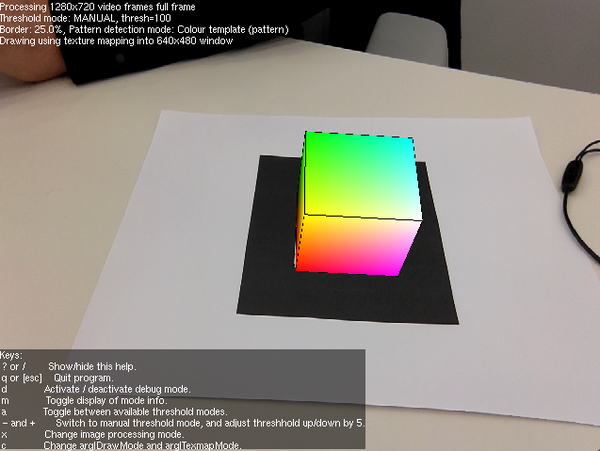 Processing 1280x720 video frames full frame
Threshold mode: MANUAL, thresh=100
Border: 25.0%, Pattern detection mode: Colour template (pattern)
Drawing using texture mapping into 640x480 window
Keys:
? or / Show/hide this help.
q or [esc] Quit program.
d Activate / deactivate debug mode.
m Toggle display of mode info.
a Toggle between available threshold modes.
- and + Switch to manual threshold mode, and adjust threshhold up/down by 5.
x Change image processing mode.
c Change arglDrawMode and arglTexmapMode.